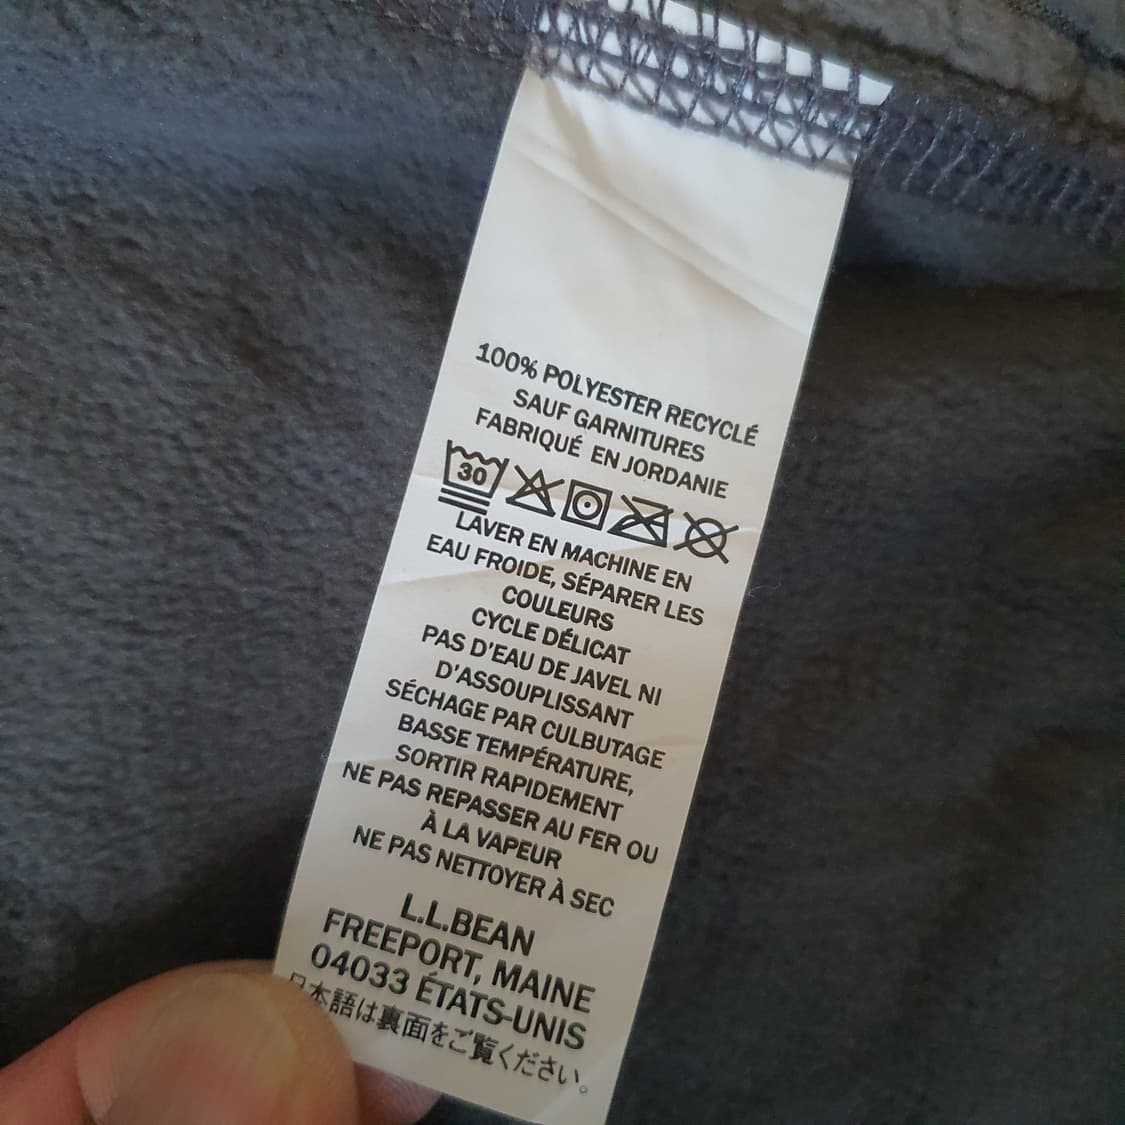 100% POLYESTER RECYCLÉ
SAUF GARNITURES
FABRIQUÉ EN JORDANIE
30
LAVER EN MACHINE EN
EAU FROIDE, SÉPARER LES
COULEURS
CYCLE DÉLICAT
PAS D'EAU DE JAVEL NI
D'ASSOUPLISSANT
SÉCHAGE PAR CULBUTAGE
BASSE TEMPÉRATURE,
SORTIR RAPIDEMENT
NE PAS REPASSER AU FER OU
À LA VAPEUR
NE PAS NETTOYER À SEC
L.L.BEAN
FREEPORT, MAINE
04033 ÉTATS-UNIS
日本語は裏面をご覧ください。